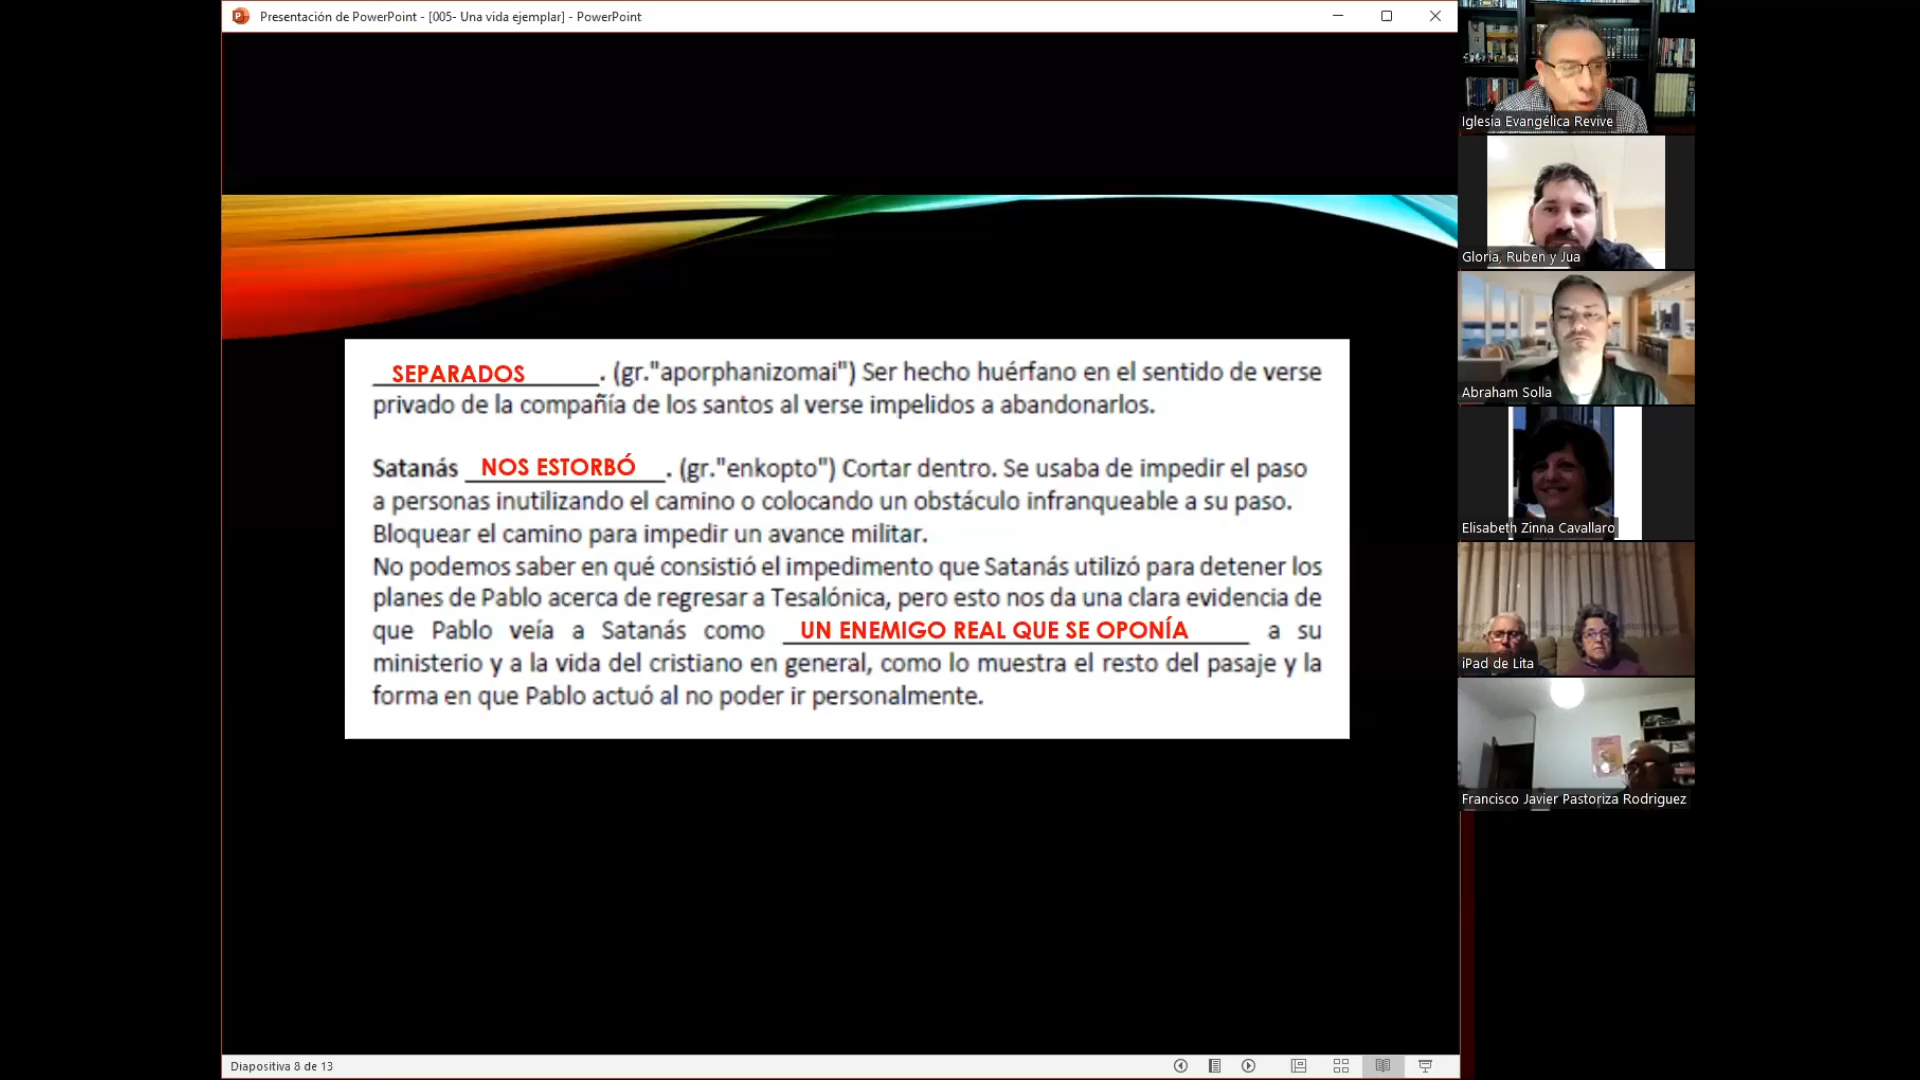 Presentación de PowerPoint - [005- Una vida ejemplar] - PowerPoint
SEPARADOS. (gr."aporphanizomai") Ser hecho huérfano en el sentido de verse
privado de la compañía de los santos al verse impelidos a abandonarlos.
Satanás NOS ESTORBÓ. (gr."enkopto") Cortar dentro. Se usaba de impedir el paso
a personas inutilizando el camino o colocando un obstáculo infranqueable a su paso.
Bloquear el camino para impedir un avance militar.
No podemos saber en qué consistió el impedimento que Satanás utilizó para detener los
planes de Pablo acerca de regresar a Tesalónica, pero esto nos da una clara evidencia de
que Pablo veía a Satanás como UN ENEMIGO REAL QUE SE OPONÍA a su
ministerio y a la vida del cristiano en general, como lo muestra el resto del pasaje y la
forma en que Pablo actuó al no poder ir personalmente.
Diapositiva 8 de 13
Iglesia Evangélica Revive
Gloria, Ruben y Jua
Abraham Solla
Elisabeth Zinna Cavallaro
iPad de Lita
Francisco Javier Pastoriza Rodriguez